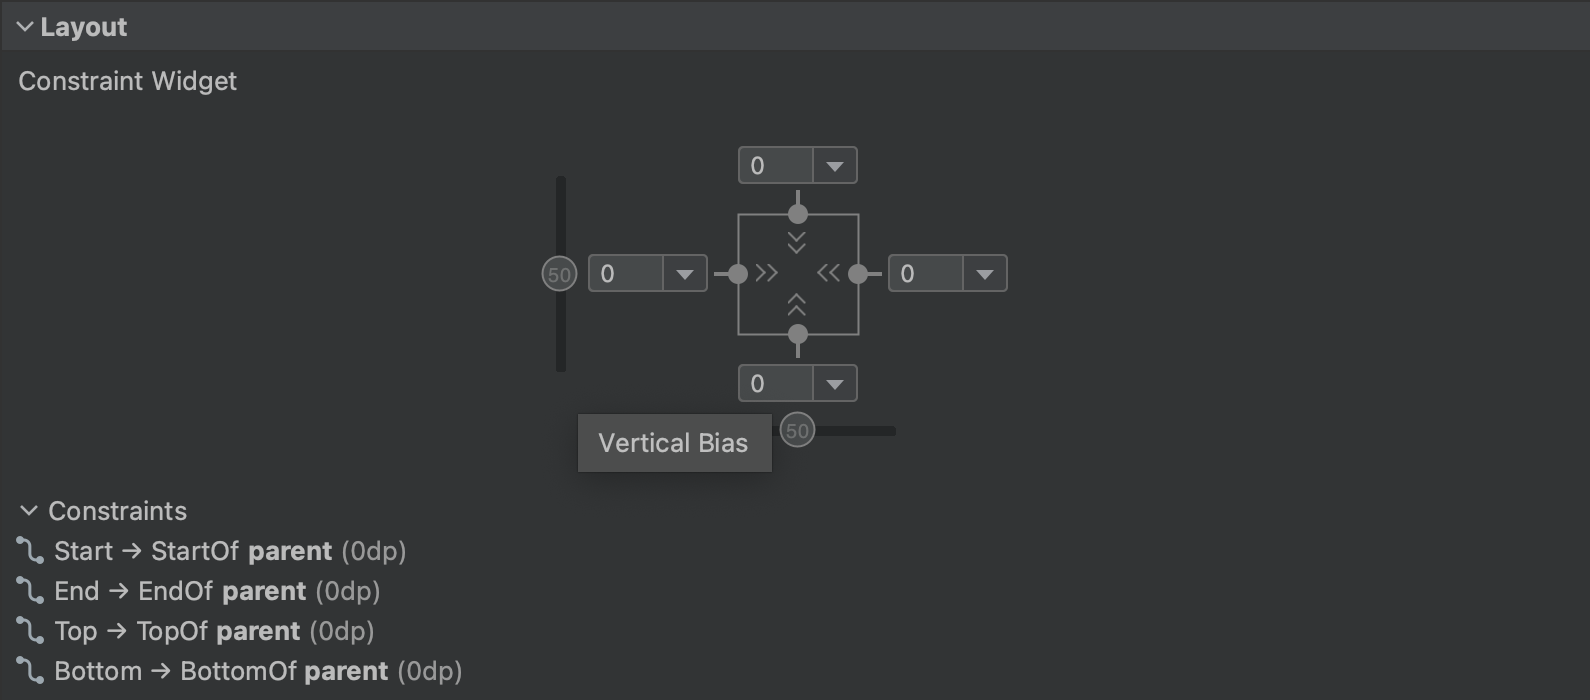 Layout
Constraint Widget
0
50
0
0
0
50
Vertical Bias
Constraints
Start → StartOf parent (0dp)
End → EndOf parent (0dp)
Top → TopOf parent (0dp)
Bottom → BottomOf parent (0dp)